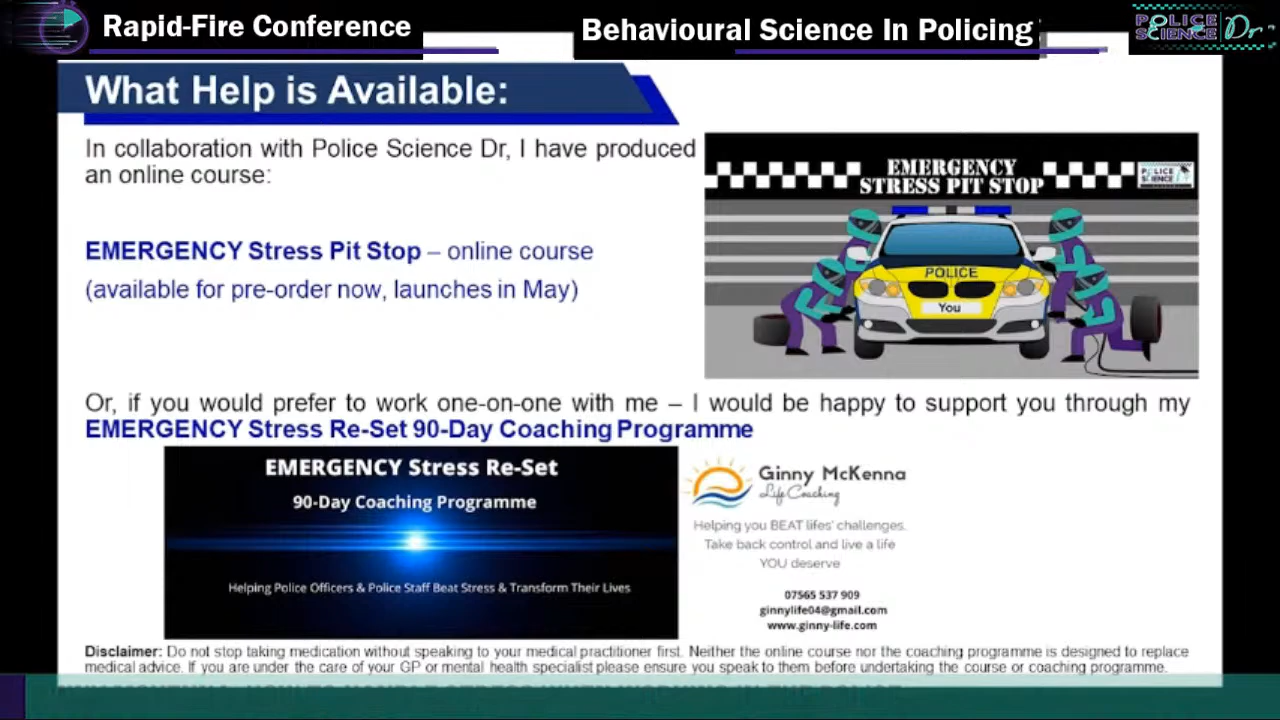 Rapid-Fire Conference
Behavioural Science In Policing
POLICE SCIENCE Dr
What Help is Available:
In collaboration with Police Science Dr, I have produced
an online course:
EMERGENCY Stress Pit Stop – online course
(available for pre-order now, launches in May)
EMERGENCY
STRESS PIT STOP
POLICE
You
Or, if you would prefer to work one-on-one with me – I would be happy to support you through my
EMERGENCY Stress Re-Set 90-Day Coaching Programme
EMERGENCY Stress Re-Set
90-Day Coaching Programme
Helping Police Officers & Police Staff Beat Stress & Transform Their Lives
Ginny McKenna
Life Coaching
Helping you BEAT lifes' challenges.
Take back control and live a life
YOU deserve
07565 537 909
ginnylife04@gmail.com
www.ginny-life.com
Disclaimer: Do not stop taking medication without speaking to your medical practitioner first. Neither the online course nor the coaching programme is designed to replace
medical advice. If you are under the care of your GP or mental health specialist please ensure you speak to them before undertaking the course or coaching programme.